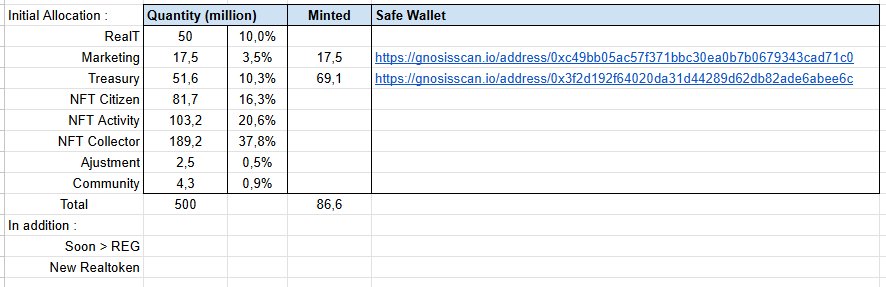 Initial Allocation : Quantity (million) Minted Safe Wallet
RealT 50 10,0%
Marketing 17,5 3,5% 17,5 https://gnosisscan.io/address/0xc49bb05ac57f371bbc30ea0b7b0679343cad71c0
Treasury 51,6 10,3% 69,1 https://gnosisscan.io/address/0x3f2d192f64020da31d44289d62db82ade6abee6c
NFT Citizen 81,7 16,3%
NFT Activity 103,2 20,6%
NFT Collector 189,2 37,8%
Ajustment 2,5 0,5%
Community 4,3 0,9%
Total 500 86,6
In addition :
Soon > REG
New Realtoken